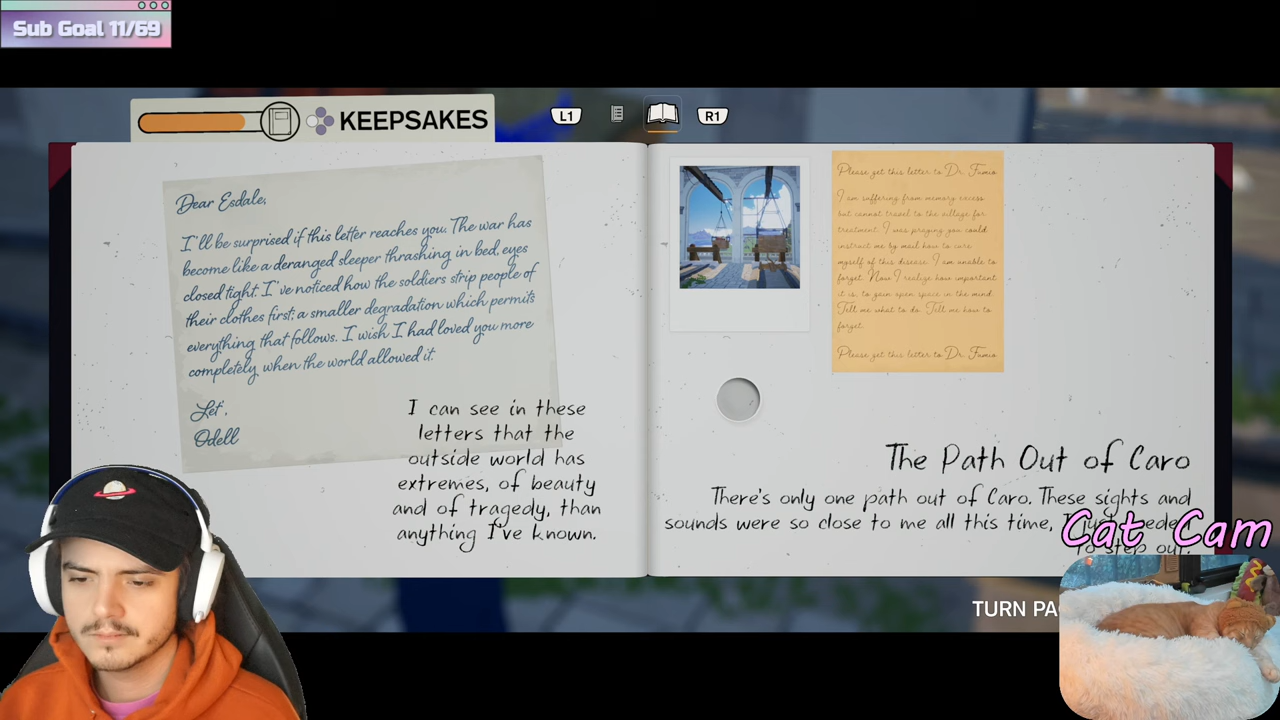 Sub Goal 11/69
KEEPSAKES
L1
R1
Dear Esdale,
I'll be surprised if this letter reaches you. The war has
become like a deranged sleeper thrashing in bed, eyes
closed tight. I've noticed how the soldiers strip people of
their clothes first; a smaller degradation which permits
everything that follows. I wish I had loved you more
completely, when the world allowed it.
Let',
Odell
I can see in these
letters that the
outside world has
extremes, of beauty
and of tragedy, than
anything I've known.
Please get this letter to Dr. Fumio
I am suffering from memory excess
but cannot travel to the village for
treatment. I was praying you could
instruct me by mail how to cure
myself of this disease. I am unable to
forget. Now I realize how important
it is, to gain open space in the mind.
Tell me what to do. Tell me how to
forget.
Please get this letter to Dr. Fumio
The Path Out of Caro
There's only one path out of Caro. These sights and
sounds were so close to me all this time, I just needed
to step out.
Cat Cam
TURN PA